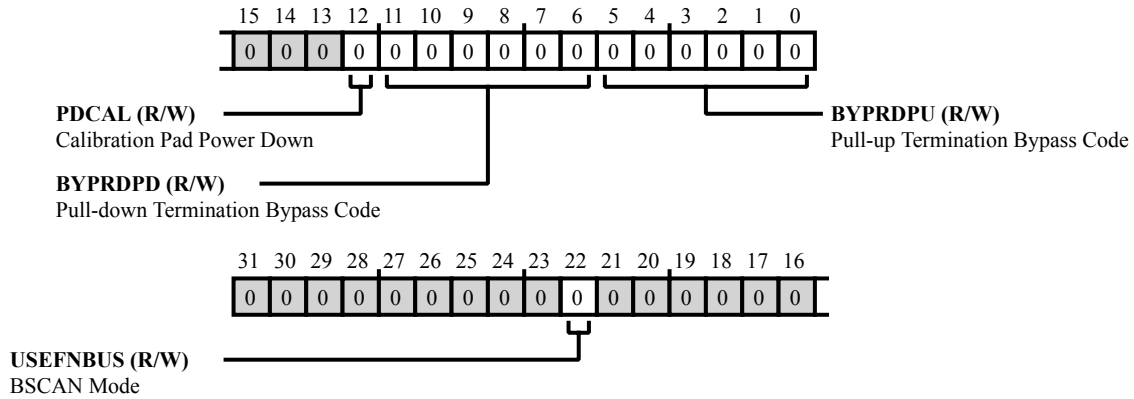 15 14 13 12 11 10 9 8 7 6 5 4 3 2 1 0
0 0 0 0 0 0 0 0 0 0 0 0 0 0 0 0
PDCAL (R/W)
Calibration Pad Power Down
BYPRDPU (R/W)
Pull-up Termination Bypass Code
BYPRDPD (R/W)
Pull-down Termination Bypass Code
31 30 29 28 27 26 25 24 23 22 21 20 19 18 17 16
0 0 0 0 0 0 0 0 0 0 0 0 0 0 0 0
USEFNBUS (R/W)
BSCAN Mode